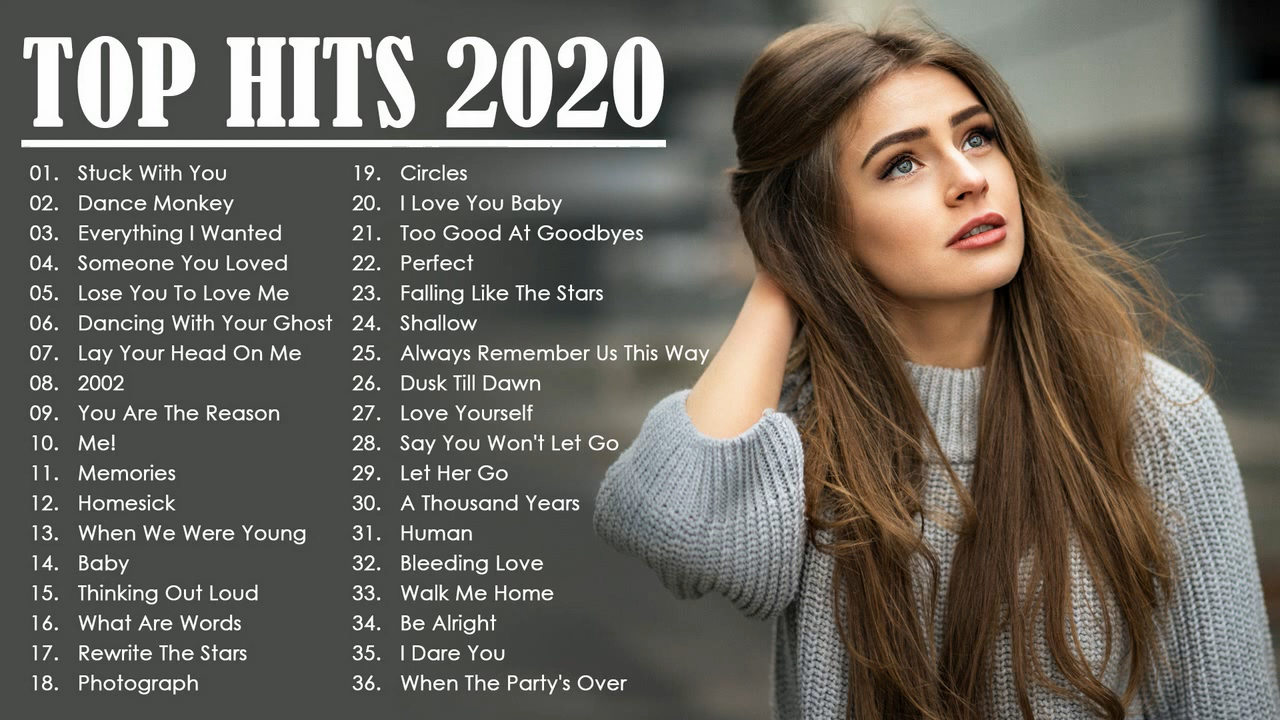 TOP HITS 2020
01. Stuck With You
02. Dance Monkey
03. Everything I Wanted
04. Someone You Loved
05. Lose You To Love Me
06. Dancing With Your Ghost
07. Lay Your Head On Me
08. 2002
09. You Are The Reason
10. Me!
11. Memories
12. Homesick
13. When We Were Young
14. Baby
15. Thinking Out Loud
16. What Are Words
17. Rewrite The Stars
18. Photograph
19. Circles
20. I Love You Baby
21. Too Good At Goodbyes
22. Perfect
23. Falling Like The Stars
24. Shallow
25. Always Remember Us This Way
26. Dusk Till Dawn
27. Love Yourself
28. Say You Won't Let Go
29. Let Her Go
30. A Thousand Years
31. Human
32. Bleeding Love
33. Walk Me Home
34. Be Alright
35. I Dare You
36. When The Party's Over